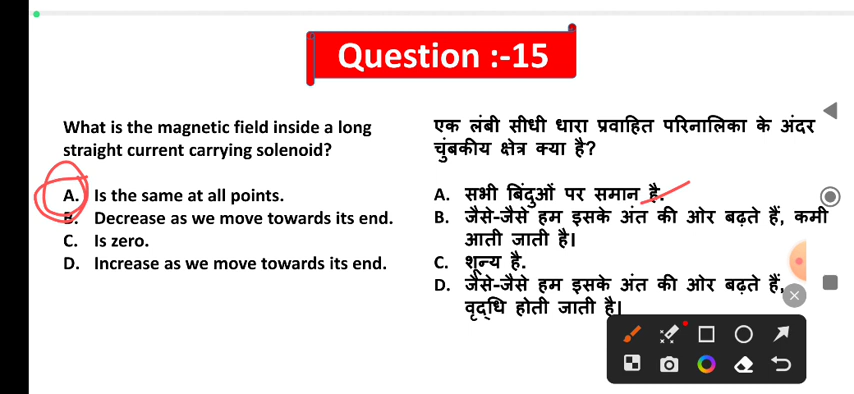 Question :-15
What is the magnetic field inside a long
straight current carrying solenoid?
A. Is the same at all points.
B. Decrease as we move towards its end.
C. Is zero.
D. Increase as we move towards its end.
एक लंबी सीधी धारा प्रवाहित परिनालिका के अंदर
चुंबकीय क्षेत्र क्या है?
A. सभी बिंदुओं पर समान है.
B. जैसे-जैसे हम इसके अंत की ओर बढ़ते हैं, कमी
आती जाती है।
C. शून्य है.
D. जैसे-जैसे हम इसके अंत की ओर बढ़ते हैं,
वृद्धि होती जाती है।